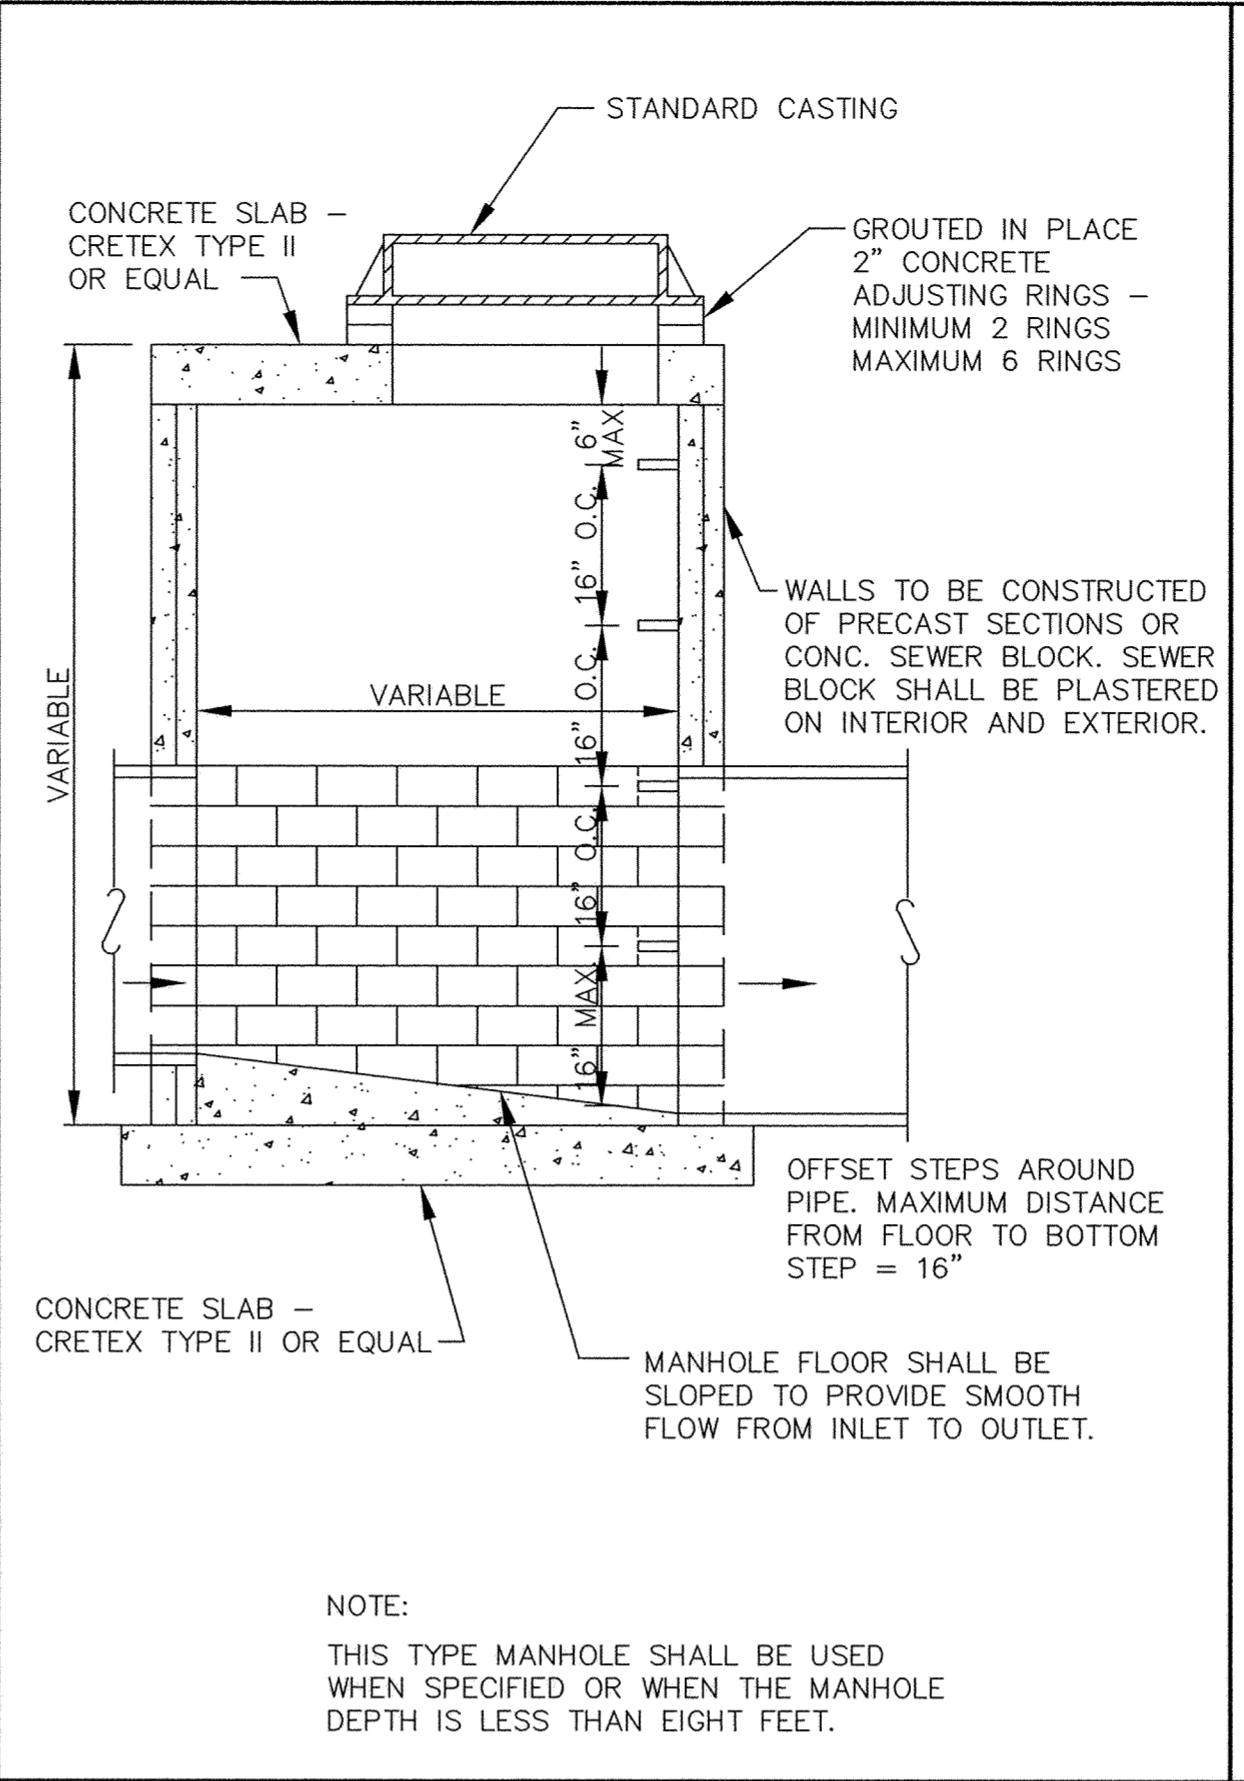 STANDARD CASTING
CONCRETE SLAB –
CRETEX TYPE II
OR EQUAL
GROUTED IN PLACE
2" CONCRETE
ADJUSTING RINGS –
MINIMUM 2 RINGS
MAXIMUM 6 RINGS
6"
MAX
16" O.C.
WALLS TO BE CONSTRUCTED
OF PRECAST SECTIONS OR
CONC. SEWER BLOCK. SEWER
BLOCK SHALL BE PLASTERED
ON INTERIOR AND EXTERIOR.
VARIABLE
VARIABLE
16" O.C.
16" O.C.
16" MAX.
OFFSET STEPS AROUND
PIPE. MAXIMUM DISTANCE
FROM FLOOR TO BOTTOM
STEP = 16"
CONCRETE SLAB –
CRETEX TYPE II OR EQUAL
MANHOLE FLOOR SHALL BE
SLOPED TO PROVIDE SMOOTH
FLOW FROM INLET TO OUTLET.
NOTE:
THIS TYPE MANHOLE SHALL BE USED
WHEN SPECIFIED OR WHEN THE MANHOLE
DEPTH IS LESS THAN EIGHT FEET.